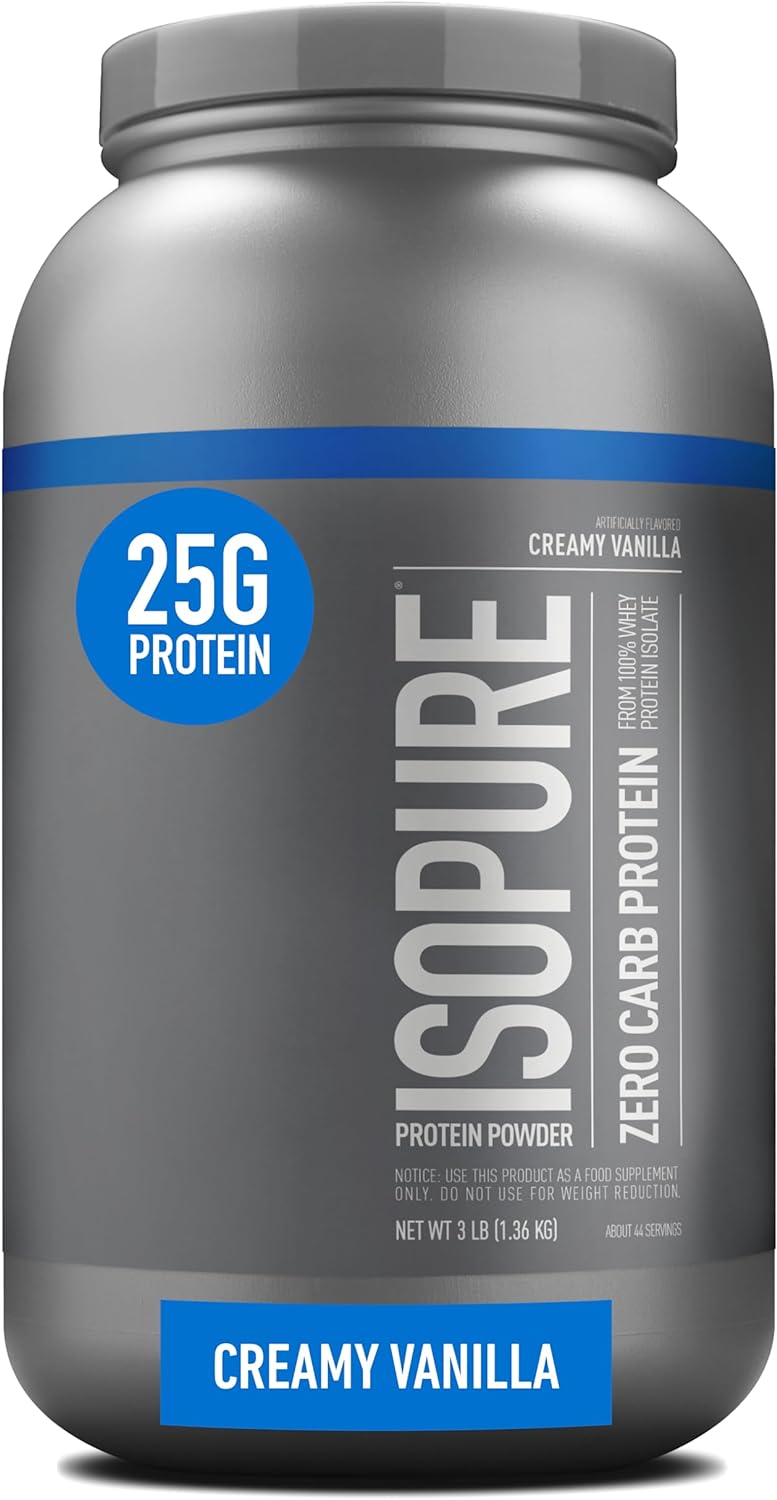 25G
PROTEIN
ARTIFICIALLY FLAVORED
CREAMY VANILLA
ISOPURE®
PROTEIN POWDER
ZERO CARB PROTEIN
FROM 100% WHEY
PROTEIN ISOLATE
NOTICE: USE THIS PRODUCT AS A FOOD SUPPLEMENT
ONLY. DO NOT USE FOR WEIGHT REDUCTION.
NET WT 3 LB (1.36 KG)
ABOUT 44 SERVINGS
CREAMY VANILLA